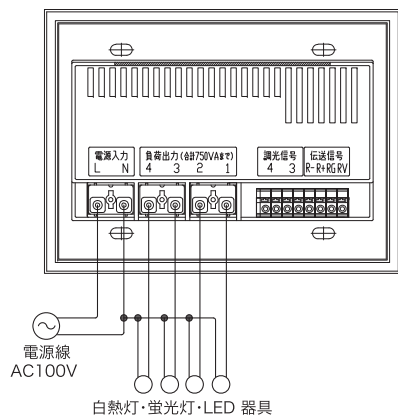 電源入力 負荷出力(合計750VAまで) 調光信号 伝送信号
L N 4 3 2 1 4 3 R- R+ RG RV
電源線
AC100V
白熱灯・蛍光灯・LED 器具